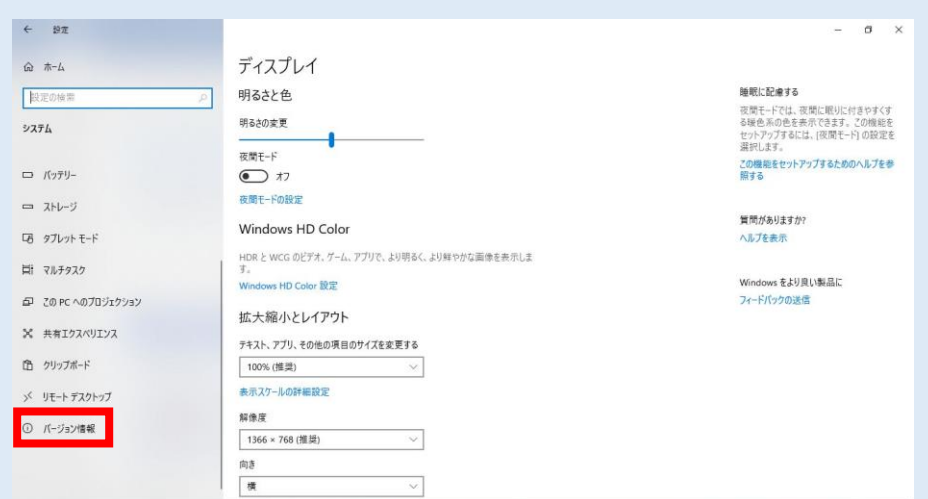 設定
ホーム
設定の検索
システム
バッテリー
ストレージ
タブレット モード
マルチタスク
この PC へのプロジェクション
共有エクスペリエンス
クリップボード
リモート デスクトップ
バージョン情報
ディスプレイ
明るさと色
明るさの変更
夜間モード
オフ
夜間モードの設定
Windows HD Color
HDR と WCG のビデオ、ゲーム、アプリで、より明るく、より鮮やかな画像を表示しま
す。
Windows HD Color 設定
拡大縮小とレイアウト
テキスト、アプリ、その他の項目のサイズを変更する
100% (推奨)
表示スケールの詳細設定
解像度
1366 × 768 (推奨)
向き
横
睡眠に配慮する
夜間モードでは、夜間に眠りに付きやすくす
る暖色系の色を表示できます。この機能を
セットアップするには、[夜間モード] の設定を
選択します。
この機能をセットアップするためのヘルプを参
照する
質問がありますか?
ヘルプを表示
Windows をより良い製品に
フィードバックの送信